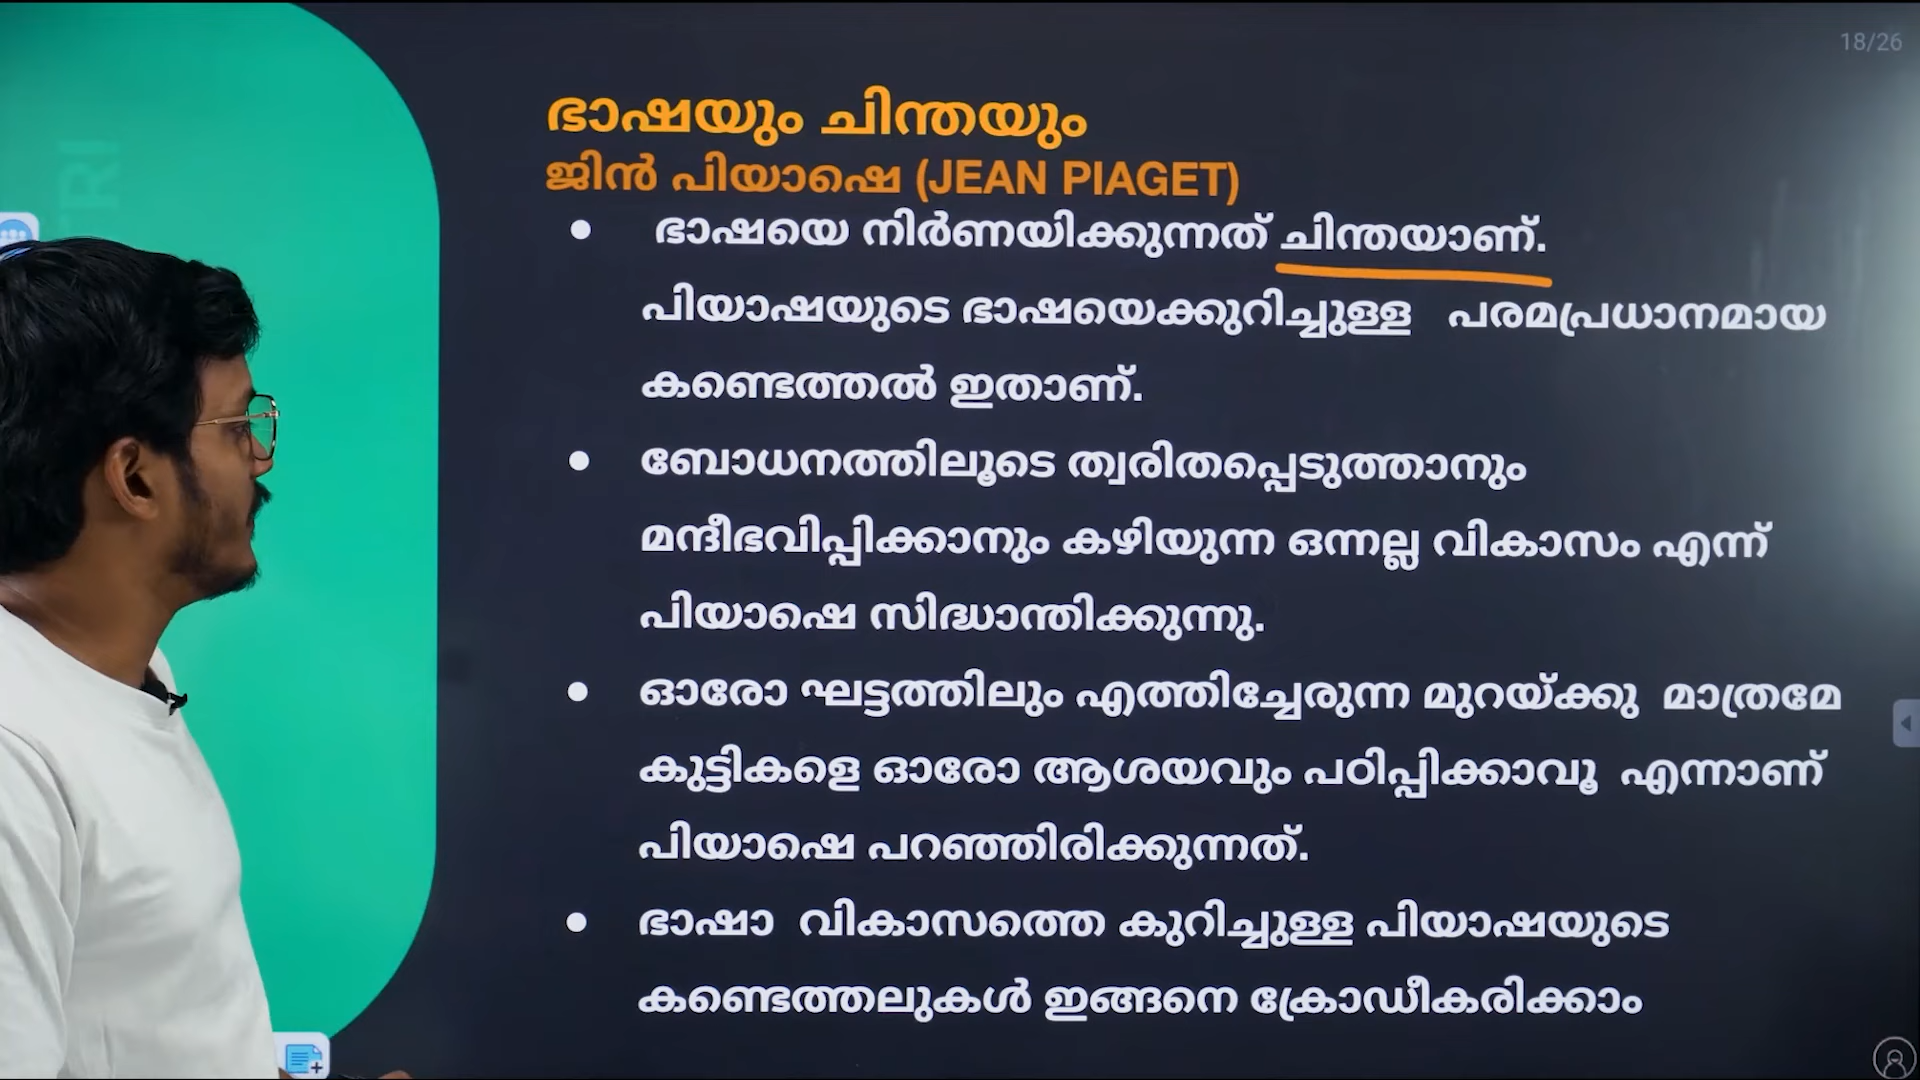 18/26
TRI
ഭാഷയും ചിന്തയും
ജിൻ പിയാഷെ (JEAN PIAGET)
• ഭാഷയെ നിർണയിക്കുന്നത് ചിന്തയാണ്.
പിയാഷയുടെ ഭാഷയെക്കുറിച്ചുള്ള പരമപ്രധാനമായ
കണ്ടെത്തൽ ഇതാണ്.
• ബോധനത്തിലൂടെ ത്വരിതപ്പെടുത്താനും
മന്ദീഭവിപ്പിക്കാനും കഴിയുന്ന ഒന്നല്ല വികാസം എന്ന്
പിയാഷെ സിദ്ധാന്തിക്കുന്നു.
• ഓരോ ഘട്ടത്തിലും എത്തിച്ചേരുന്ന മുറയ്ക്കു മാത്രമേ
കുട്ടികളെ ഓരോ ആശയവും പഠിപ്പിക്കാവൂ എന്നാണ്
പിയാഷെ പറഞ്ഞിരിക്കുന്നത്.
• ഭാഷാ വികാസത്തെ കുറിച്ചുള്ള പിയാഷയുടെ
കണ്ടെത്തലുകൾ ഇങ്ങനെ ക്രോഡീകരിക്കാം